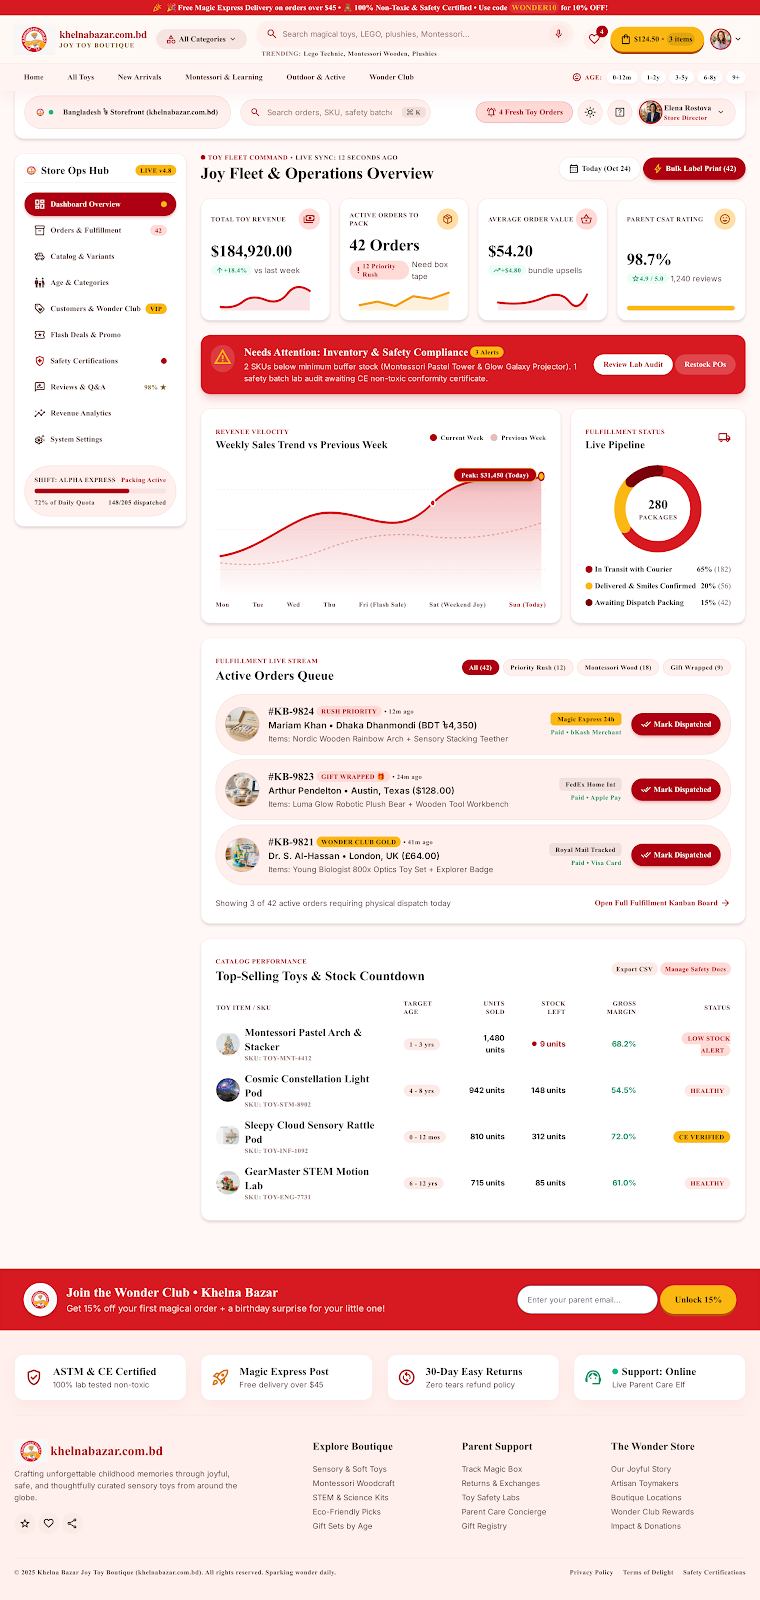 🎉 🎉 Free Magic Express Delivery on orders over $45 • 🧸 100% Non-Toxic & Safety Certified • Use code WONDER10 for 10% OFF!
khelnabazar.com.bd
JOY TOY BOUTIQUE
All Categories
Search magical toys, LEGO, plushies, Montessori...
TRENDING: Lego Technic, Montessori Wooden, Plushies
4
$124.50 • 3 items
Home All Toys New Arrivals Montessori & Learning Outdoor & Active Wonder Club
AGE: 0-12m 1-2y 3-5y 6-8y 9+
Bangladesh ৳ Storefront (khelnabazar.com.bd)
Search orders, SKU, safety batch
⌘ K
4 Fresh Toy Orders
Elena Rostova
Store Director
Store Ops Hub LIVE v4.8
Dashboard Overview
Orders & Fulfillment 42
Catalog & Variants
Age & Categories
Customers & Wonder Club VIP
Flash Deals & Promo
Safety Certifications
Reviews & Q&A 98% ★
Revenue Analytics
System Settings
SHIFT: ALPHA EXPRESS Packing Active
72% of Daily Quota 148/205 dispatched
TOY FLEET COMMAND • LIVE SYNC: 12 SECONDS AGO
Joy Fleet & Operations Overview
Today (Oct 24)
Bulk Label Print (42)
TOTAL TOY REVENUE
$184,920.00
+18.4% vs last week
ACTIVE ORDERS TO PACK
42 Orders
12 Priority Rush
Need box tape
AVERAGE ORDER VALUE
$54.20
+$4.80 bundle upsells
PARENT CSAT RATING
98.7%
4.9 / 5.0 1,240 reviews
Needs Attention: Inventory & Safety Compliance 3 Alerts
2 SKUs below minimum buffer stock (Montessori Pastel Tower & Glow Galaxy Projector). 1
safety batch lab audit awaiting CE non-toxic conformity certificate.
Review Lab Audit
Restock POs
REVENUE VELOCITY
Weekly Sales Trend vs Previous Week
Current Week Previous Week
Peak: $31,450 (Today)
Mon Tue Wed Thu Fri (Flash Sale) Sat (Weekend Joy) Sun (Today)
FULFILLMENT STATUS
Live Pipeline
280
PACKAGES
In Transit with Courier 65% (182)
Delivered & Smiles Confirmed 20% (56)
Awaiting Dispatch Packing 15% (42)
FULFILLMENT LIVE STREAM
Active Orders Queue
All (42) Priority Rush (12) Montessori Wood (18) Gift Wrapped (9)
#KB-9824 RUSH PRIORITY • 12m ago
Mariam Khan • Dhaka Dhanmondi (BDT ৳4,350)
Items: Nordic Wooden Rainbow Arch + Sensory Stacking Teether
Magic Express 24h
Paid • bKash Merchant
Mark Dispatched
#KB-9823 GIFT WRAPPED 🎁 • 24m ago
Arthur Pendelton • Austin, Texas ($128.00)
Items: Luma Glow Robotic Plush Bear + Wooden Tool Workbench
FedEx Home Int
Paid • Apple Pay
Mark Dispatched
#KB-9821 WONDER CLUB GOLD • 41m ago
Dr. S. Al-Hassan • London, UK (£64.00)
Items: Young Biologist 800x Optics Toy Set + Explorer Badge
Royal Mail Tracked
Paid • Visa Card
Mark Dispatched
Showing 3 of 42 active orders requiring physical dispatch today
Open Full Fulfillment Kanban Board →
CATALOG PERFORMANCE
Top-Selling Toys & Stock Countdown
Export CSV Manage Safety Docs
TOY ITEM / SKU TARGET AGE UNITS SOLD STOCK LEFT GROSS MARGIN STATUS
Montessori Pastel Arch & Stacker
SKU: TOY-MNT-4412
1 - 3 yrs 1,480 units 9 units 68.2% LOW STOCK ALERT
Cosmic Constellation Light Pod
SKU: TOY-STM-8902
4 - 8 yrs 942 units 148 units 54.5% HEALTHY
Sleepy Cloud Sensory Rattle Pod
SKU: TOY-INF-1092
0 - 12 mos 810 units 312 units 72.0% CE VERIFIED
GearMaster STEM Motion Lab
SKU: TOY-ENG-7731
6 - 12 yrs 715 units 85 units 61.0% HEALTHY
Join the Wonder Club • Khelna Bazar
Get 15% off your first magical order + a birthday surprise for your little one!
Enter your parent email...
Unlock 15%
ASTM & CE Certified
100% lab tested non-toxic
Magic Express Post
Free delivery over $45
30-Day Easy Returns
Zero tears refund policy
Support: Online
Live Parent Care Elf
khelnabazar.com.bd
Crafting unforgettable childhood memories through joyful,
safe, and thoughtfully curated sensory toys from around the
globe.
Explore Boutique
Sensory & Soft Toys
Montessori Woodcraft
STEM & Science Kits
Eco-Friendly Picks
Gift Sets by Age
Parent Support
Track Magic Box
Returns & Exchanges
Toy Safety Labs
Parent Care Concierge
Gift Registry
The Wonder Store
Our Joyful Story
Artisan Toymakers
Boutique Locations
Wonder Club Rewards
Impact & Donations
© 2025 Khelna Bazar Joy Toy Boutique (khelnabazar.com.bd). All rights reserved. Sparking wonder daily.
Privacy Policy Terms of Delight Safety Certifications